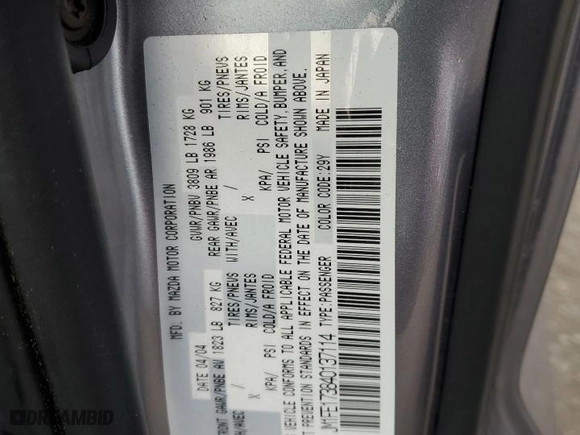 MFD. BY MAZDA MOTOR CORPORATION
DATE 04/04 GVWR/PNBV 3809 LB 1728 KG
FRONT GAWR/PNBE AV 1823 LB 827 KG REAR GAWR/PNBE AR 1986 LB 901 KG
WITH/AVEC / TIRES/PNEUS WITH/AVEC / TIRES/PNEUS
X RIMS/JANTES X RIMS/JANTES
KPA/ PSI COLD/A FROID KPA/ PSI COLD/A FROID
VEHICLE CONFORMS TO ALL APPLICABLE FEDERAL MOTOR VEHICLE SAFETY, BUMPER, AND
THEFT PREVENTION STANDARDS IN EFFECT ON THE DATE OF MANUFACTURE SHOWN ABOVE.
JM1FE173840137114 TYPE:PASSENGER COLOR CODE:29Y MADE IN JAPAN
DREAMBID